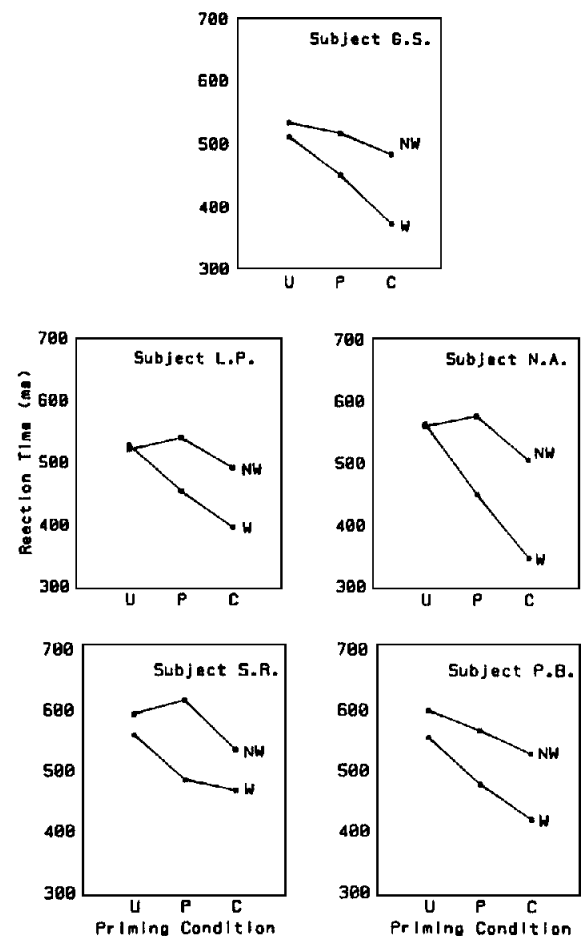 700
Subject G.S.
600
500
NW
400
W
300
U P C
700
Subject L.P.
600
500
NW
400
W
300
U P C
Reaction Time (ms)
700
Subject N.A.
600
500
NW
400
W
300
U P C
700
Subject S.R.
600
NW
500
W
400
300
U P C
Priming Condition
700
Subject P.B.
600
NW
500
W
400
300
U P C
Priming Condition